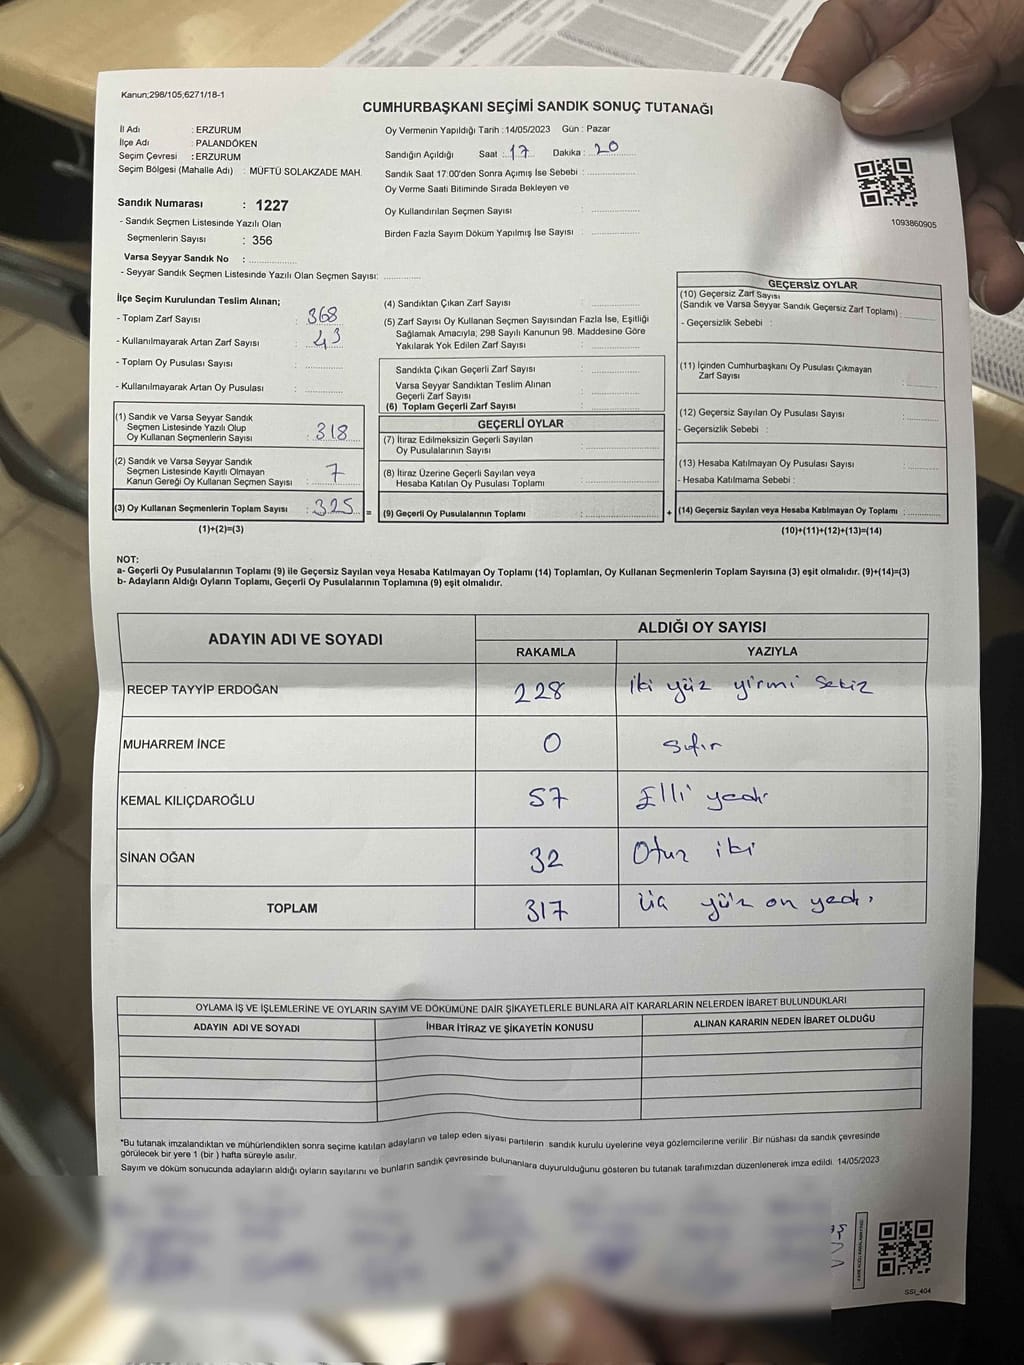 Kanun;298/105,6271/18-1
CUMHURBAŞKANI SEÇİMİ SANDIK SONUÇ TUTANAĞI
İl Adı : ERZURUM
İlçe Adı : PALANDÖKEN
Seçim Çevresi : ERZURUM
Seçim Bölgesi (Mahalle Adı) : MÜFTÜ SOLAKZADE MAH.
Sandık Numarası : 1227
- Sandık Seçmen Listesinde Yazılı Olan
Seçmenlerin Sayısı : 356
Varsa Seyyar Sandık No :
- Seyyar Sandık Seçmen Listesinde Yazılı Olan Seçmen Sayısı:
Oy Vermenin Yapıldığı Tarih : 14/05/2023 Gün : Pazar
Sandığın Açıldığı Saat : 17 Dakika : 20
Sandık Saat 17:00'den Sonra Açımış İse Sebebi :
Oy Verme Saati Bitiminde Sırada Bekleyen ve
Oy Kullandırılan Seçmen Sayısı :
Birden Fazla Sayım Döküm Yapılmış İse Sayısı :
1093860905
İlçe Seçim Kurulundan Teslim Alınan;
- Toplam Zarf Sayısı : 368
- Kullanılmayarak Artan Zarf Sayısı : 43
- Toplam Oy Pusulası Sayısı :
- Kullanılmayarak Artan Oy Pusulası :
(1) Sandık ve Varsa Seyyar Sandık
Seçmen Listesinde Yazılı Olup
Oy Kullanan Seçmenlerin Sayısı : 318
(2) Sandık ve Varsa Seyyar Sandık
Seçmen Listesinde Kayıtlı Olmayan
Kanun Gereği Oy Kullanan Seçmen Sayısı : 7
(3) Oy Kullanan Seçmenlerin Toplam Sayısı : 325 =
(1)+(2)=(3)
(4) Sandıktan Çıkan Zarf Sayısı :
(5) Zarf Sayısı Oy Kullanan Seçmen Sayısından Fazla İse, Eşitliği
Sağlamak Amacıyla; 298 Sayılı Kanunun 98. Maddesine Göre
Yakılarak Yok Edilen Zarf Sayısı :
Sandıkta Çıkan Geçerli Zarf Sayısı :
Varsa Seyyar Sandıktan Teslim Alınan
Geçerli Zarf Sayısı :
(6) Toplam Geçerli Zarf Sayısı :
GEÇERLİ OYLAR
(7) İtiraz Edilmeksizin Geçerli Sayılan
Oy Pusulalarının Sayısı :
(8) İtiraz Üzerine Geçerli Sayılan veya
Hesaba Katılan Oy Pusulası Toplamı :
(9) Geçerli Oy Pusulalarının Toplamı : +
GEÇERSİZ OYLAR
(10) Geçersiz Zarf Sayısı
(Sandık ve Varsa Seyyar Sandık Geçersiz Zarf Toplamı)
- Geçersizlik Sebebi :
(11) İçinden Cumhurbaşkanı Oy Pusulası Çıkmayan
Zarf Sayısı :
(12) Geçersiz Sayılan Oy Pusulası Sayısı :
- Geçersizlik Sebebi :
(13) Hesaba Katılmayan Oy Pusulası Sayısı :
- Hesaba Katılmama Sebebi :
(14) Geçersiz Sayılan veya Hesaba Katılmayan Oy Toplamı :
(10)+(11)+(12)+(13)=(14)
NOT:
a- Geçerli Oy Pusulalarının Toplamı (9) ile Geçersiz Sayılan veya Hesaba Katılmayan Oy Toplamı (14) Toplamları, Oy Kullanan Seçmenlerin Toplam Sayısına (3) eşit olmalıdır. (9)+(14)=(3)
b- Adayların Aldığı Oyların Toplamı, Geçerli Oy Pusulalarının Toplamına (9) eşit olmalıdır.
ADAYIN ADI VE SOYADI
ALDIĞI OY SAYISI
RAKAMLA YAZIYLA
RECEP TAYYİP ERDOĞAN 228 iki yüz yirmi sekiz
MUHARREM İNCE 0 sıfır
KEMAL KILIÇDAROĞLU 57 Elli yedi
SİNAN OĞAN 32 Otuz iki
TOPLAM 317 üç yüz on yedi
OYLAMA İŞ VE İŞLEMLERİNE VE OYLARIN SAYIM VE DÖKÜMÜNE DAİR ŞİKAYETLERLE BUNLARA AİT KARARLARIN NELERDEN İBARET BULUNDUKLARI
ADAYIN ADI VE SOYADI İHBAR İTİRAZ VE ŞİKAYETİN KONUSU ALINAN KARARIN NEDEN İBARET OLDUĞU
*Bu tutanak imzalandıktan ve mühürlendikten sonra seçime katılan adayların ve talep eden siyasi partilerin sandık kurulu üyelerine veya gözlemcilerine verilir. Bir nüshası da sandık çevresinde
görülecek bir yere 1 (bir) hafta süreyle asılır.
Sayım ve döküm sonucunda adayların aldığı oyların sayılarını ve bunların sandık çevresinde bulunanlara duyurulduğunu gösteren bu tutanak tarafımızdan düzenlenerek imza edildi. 14/05/2023
SSİ_404